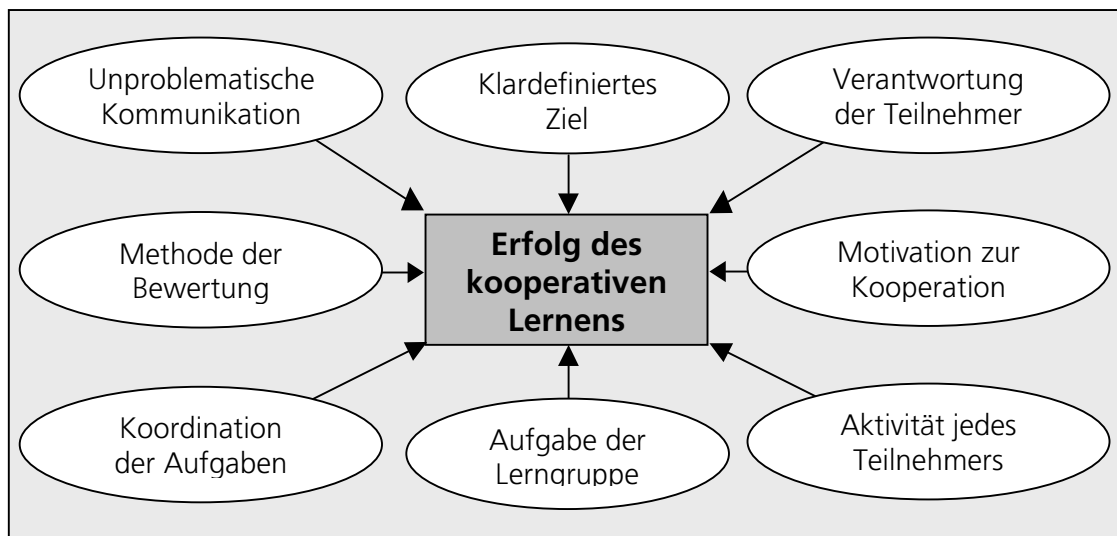 Unproblematische
Kommunikation
Klardefiniertes
Ziel
Verantwortung
der Teilnehmer
Methode der
Bewertung
Erfolg des
kooperativen
Lernens
Motivation zur
Kooperation
Koordination
der Aufgaben
Aufgabe der
Lerngruppe
Aktivität jedes
Teilnehmers